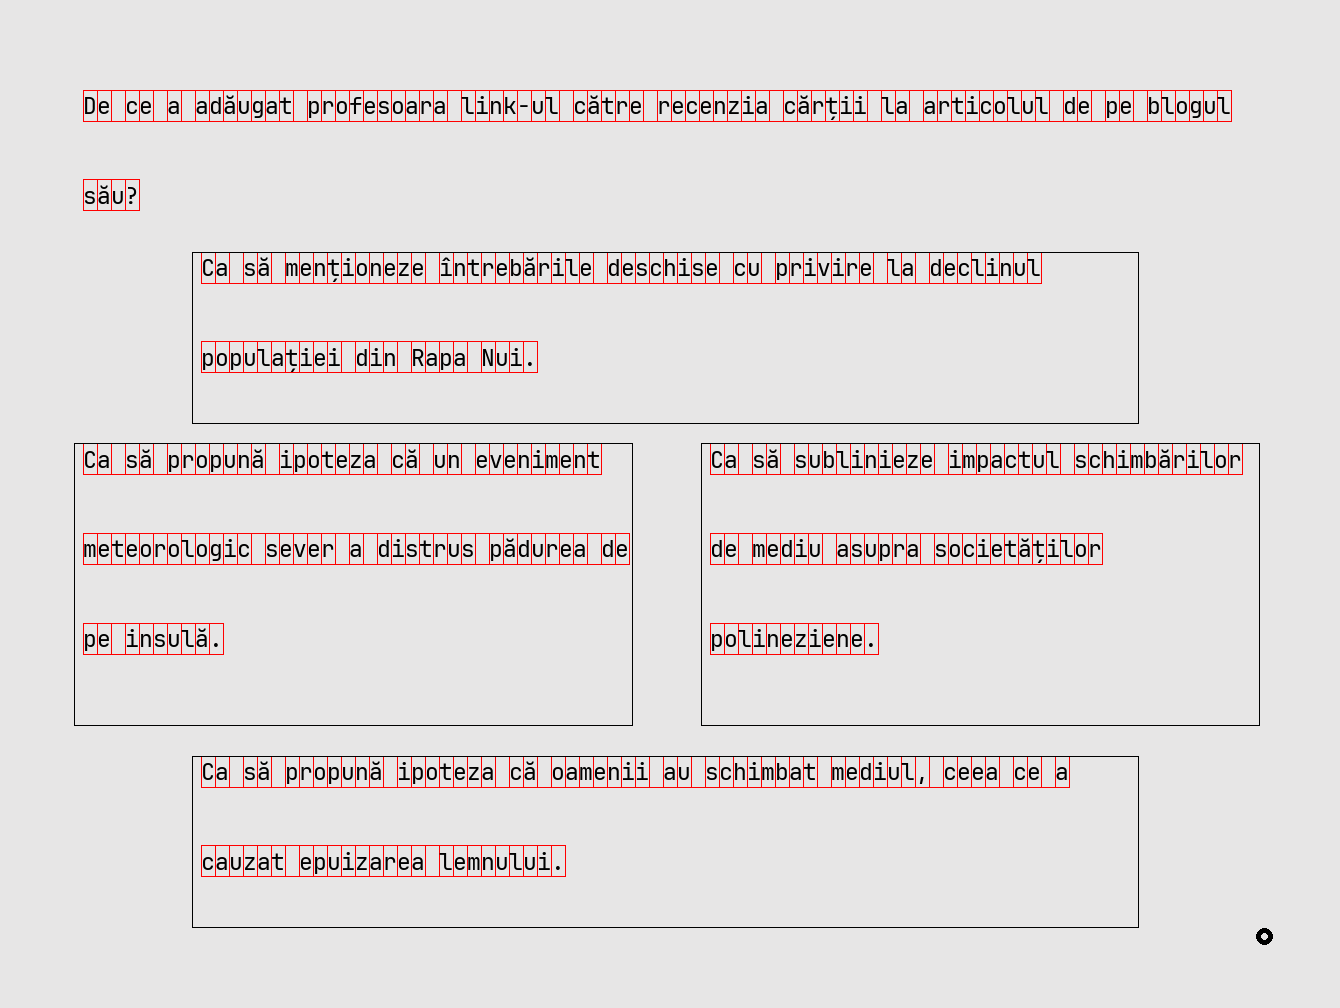 De ce a adăugat profesoara link-ul către recenzia cărții la articolul de pe blogul
său?
Ca să menționeze întrebările deschise cu privire la declinul
populației din Rapa Nui.
Ca să propună ipoteza că un eveniment
meteorologic sever a distrus pădurea de
pe insulă.
Ca să sublinieze impactul schimbărilor
de mediu asupra societăților
polineziene.
Ca să propună ipoteza că oamenii au schimbat mediul, ceea ce a
cauzat epuizarea lemnului.